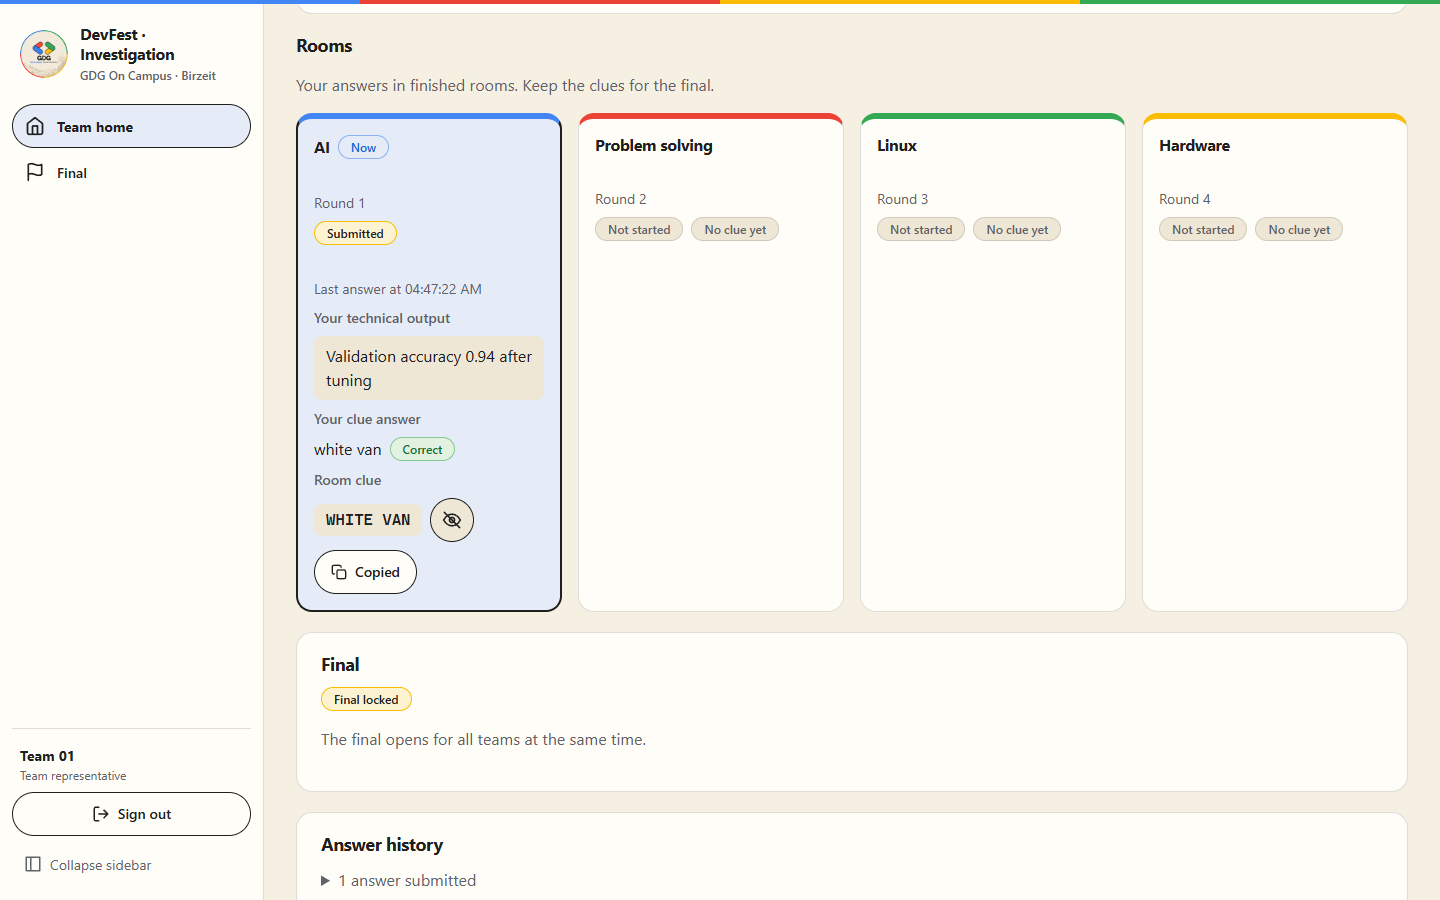 DevFest ·
Investigation
GDG On Campus · Birzeit
GDG
Team home
Final
Team 01
Team representative
Sign out
Collapse sidebar
Rooms
Your answers in finished rooms. Keep the clues for the final.
AI Now
Round 1
Submitted
Last answer at 04:47:22 AM
Your technical output
Validation accuracy 0.94 after
tuning
Your clue answer
white van Correct
Room clue
WHITE VAN
Copied
Problem solving
Round 2
Not started No clue yet
Linux
Round 3
Not started No clue yet
Hardware
Round 4
Not started No clue yet
Final
Final locked
The final opens for all teams at the same time.
Answer history
1 answer submitted